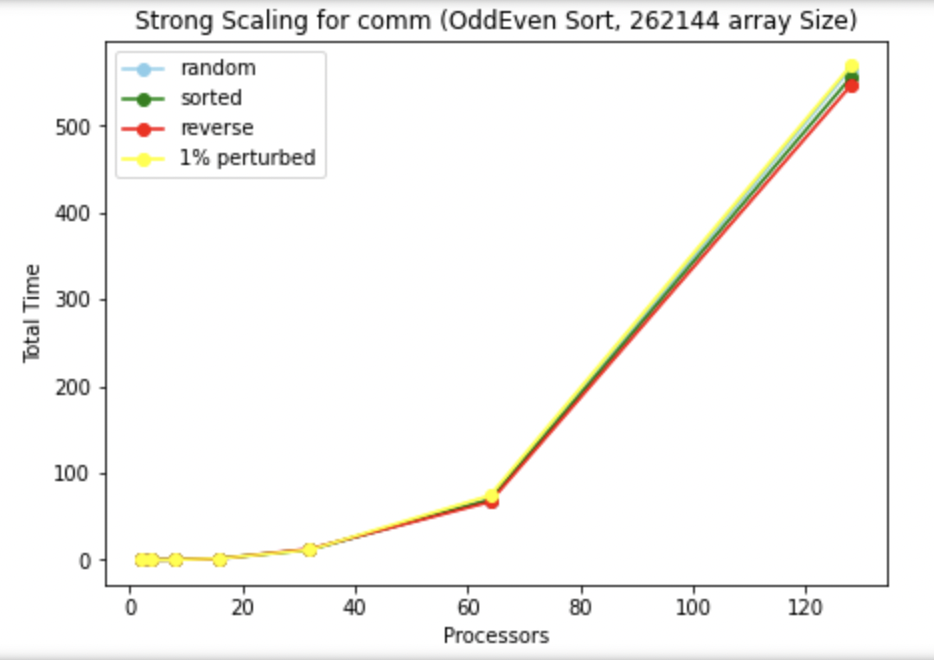 Strong Scaling for comm (OddEven Sort, 262144 array Size)
random
sorted
reverse
1% perturbed
500
400
300
200
100
0
Total Time
0 20 40 60 80 100 120
Processors